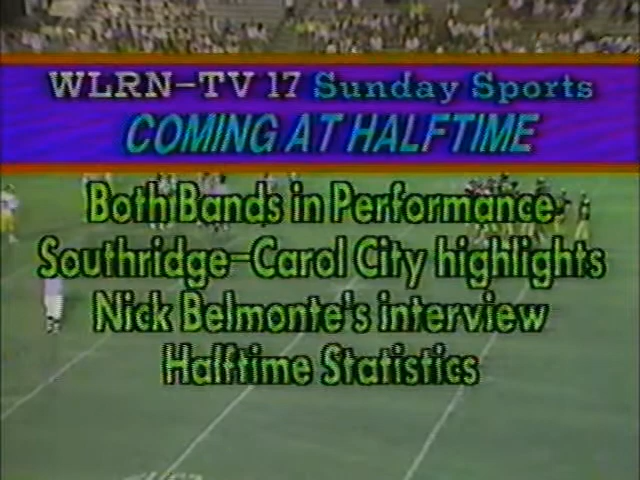 WLRN-TV 17 Sunday Sports
COMING AT HALFTIME
Both Bands in Performance
Southridge-Carol City highlights
Nick Belmonte's interview
Halftime Statistics